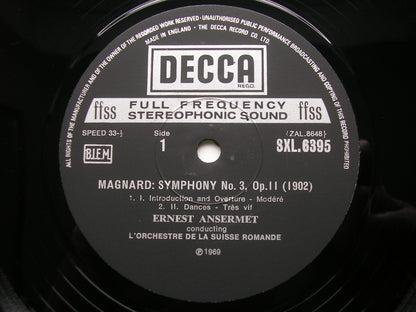 ALL RIGHTS OF THE MANUFACTURER AND OF THE OWNER OF THE RECORDED WORK RESERVED · UNAUTHORISED PUBLIC PERFORMANCE BROADCASTING AND COPYING OF THIS RECORD PROHIBITED
MADE IN ENGLAND · THE DECCA RECORD CO LTD.
DECCA
REGD.
ffss FULL FREQUENCY ffss
STEREOPHONIC SOUND
SPEED 33-⅓ Side (ZAL.8648)
B.I.E.M. 1 SXL.6395
MAGNARD: SYMPHONY No. 3, Op.11 (1902)
1. I. Introduction and Overture - Modéré
2. II. Dances - Très vif
ERNEST ANSERMET
conducting
L'ORCHESTRE DE LA SUISSE ROMANDE
℗1969